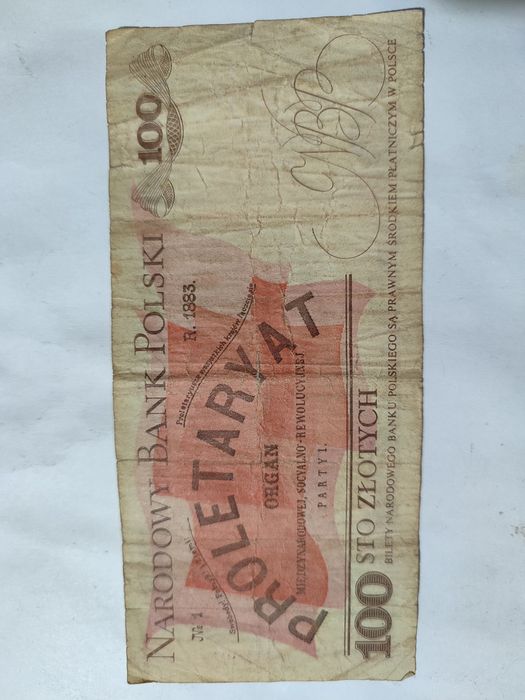 NARODOWY BANK POLSKI
100
№ 1
R. 1883.
PROLETARYAT
ORGAN
MIĘDZYNARODOWEJ, SOCYALNO-REWOLUCYJNEJ
PARTYI.
NBP
100 STO ZŁOTYCH
BILETY NARODOWEGO BANKU POLSKIEGO SĄ PRAWNYM ŚRODKIEM PŁATNICZYM W POLSCE